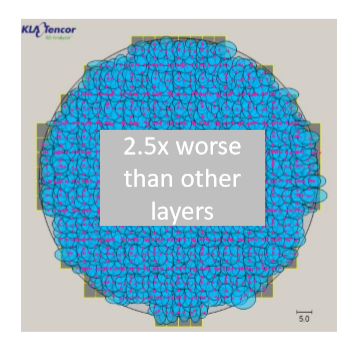 KLA Tencor
2.5x worse
than other
layers
5.0